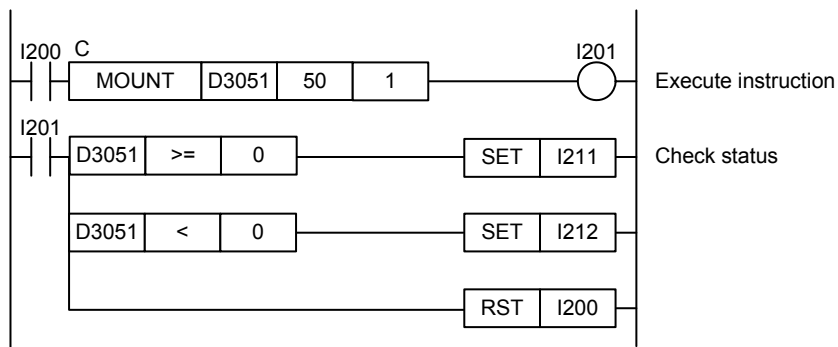 I200 C I201
MOUNT D3051 50 1 Execute instruction
I201
D3051 >= 0 SET I211 Check status
D3051 < 0 SET I212
RST I200